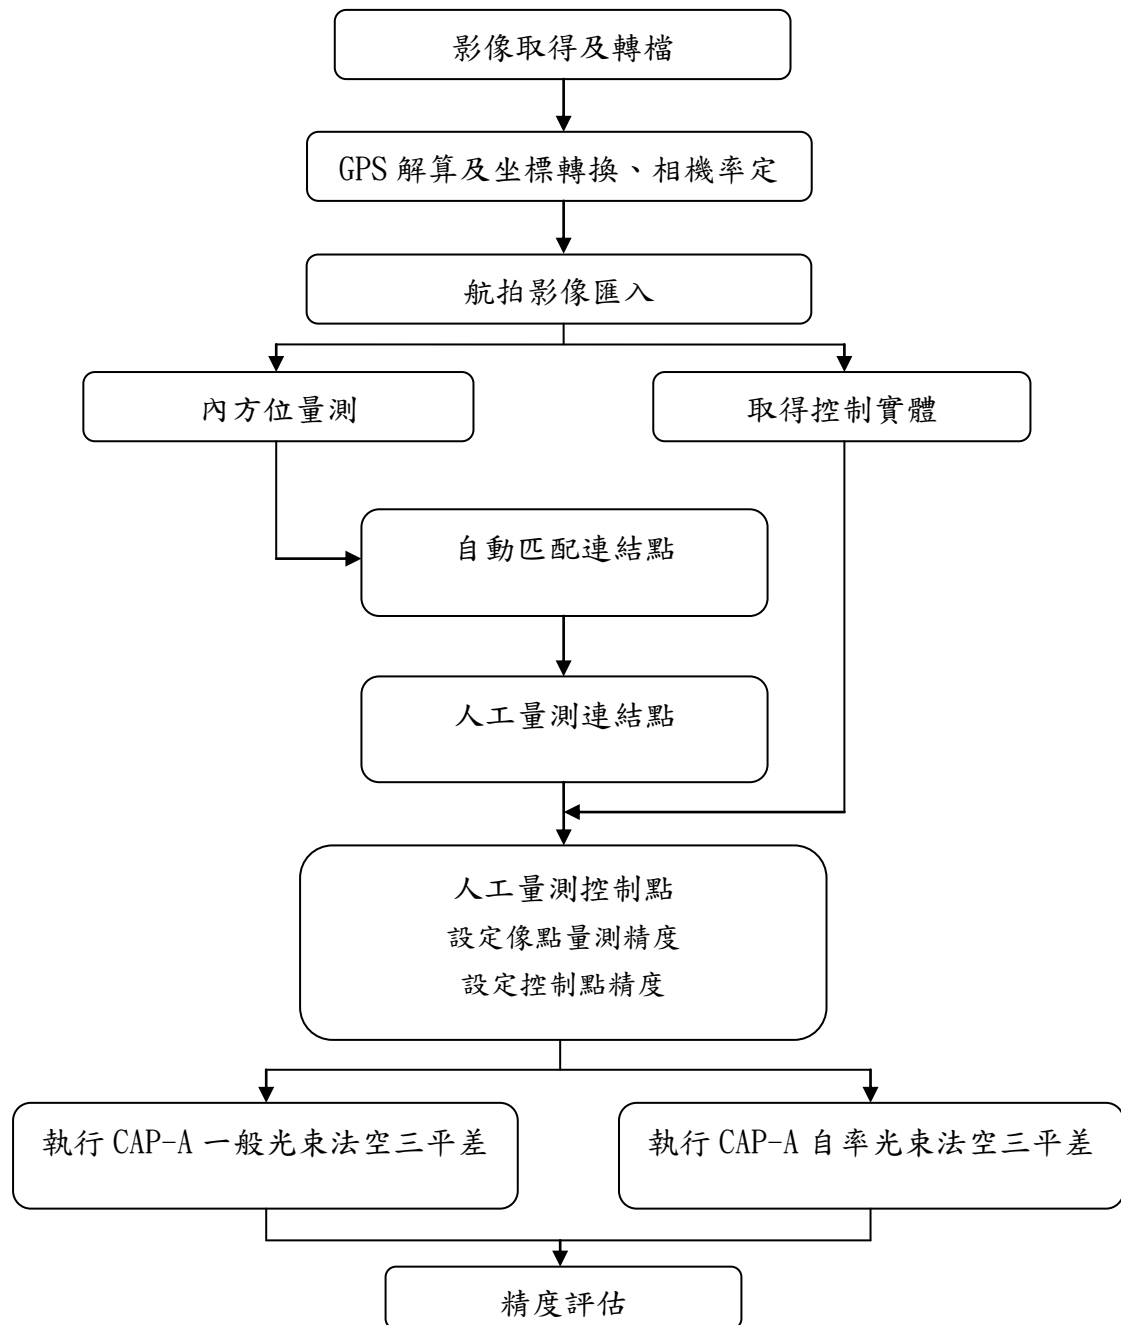 影像取得及轉檔
GPS 解算及坐標轉換、相機率定
航拍影像匯入
內方位量測
取得控制實體
自動匹配連結點
人工量測連結點
人工量測控制點
設定像點量測精度
設定控制點精度
執行 CAP-A 一般光束法空三平差
執行 CAP-A 自率光束法空三平差
精度評估